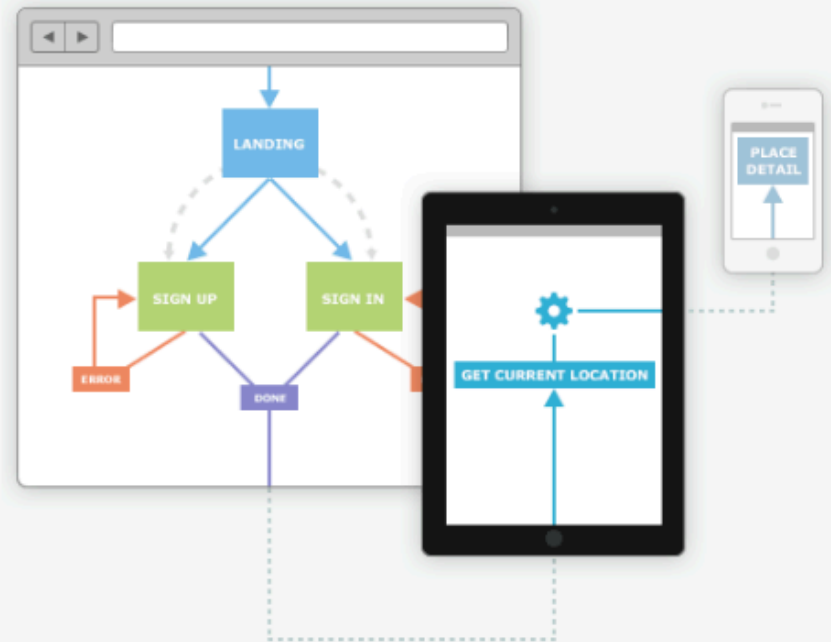 LANDING
PLACE
DETAIL
SIGN UP
SIGN IN
GET CURRENT LOCATION
ERROR
DONE